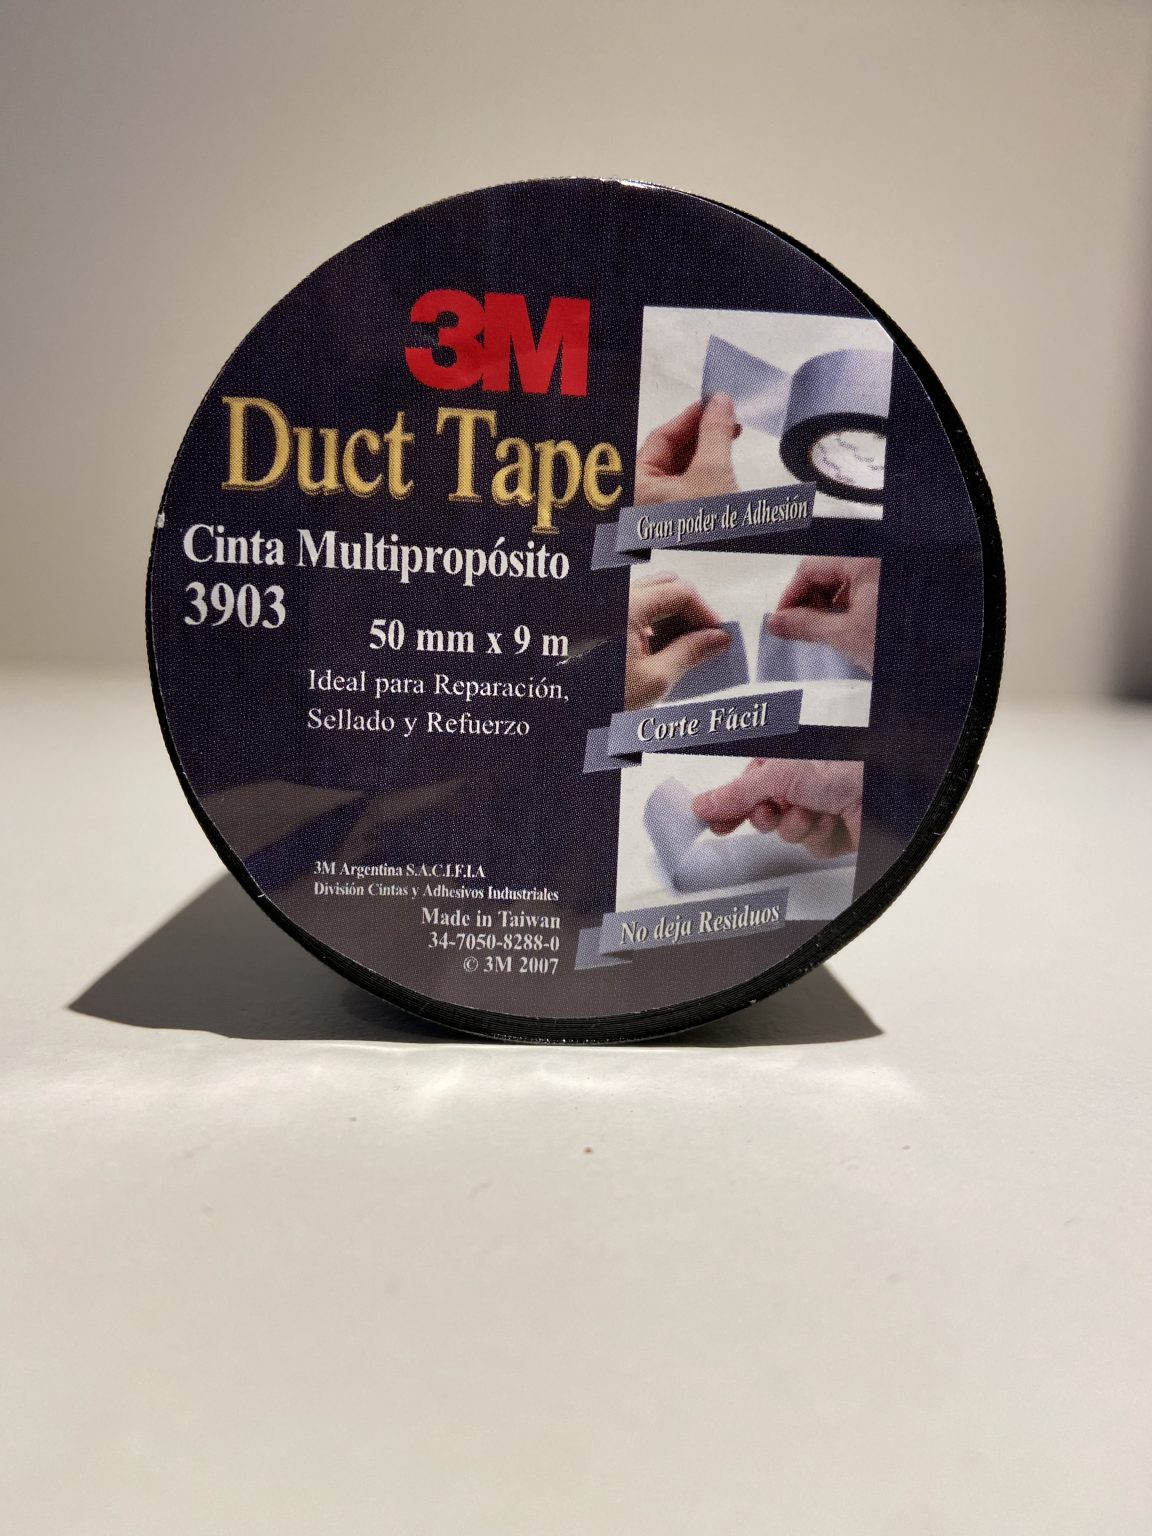 3M
Duct Tape
Cinta Multipropósito
3903
50 mm x 9 m
Ideal para Reparación,
Sellado y Refuerzo
Gran poder de Adhesión
Corte Fácil
No deja Residuos
3M Argentina S.A.C.I.F.I.A
División Cintas y Adhesivos Industriales
Made in Taiwan
34-7050-8288-0
© 3M 2007